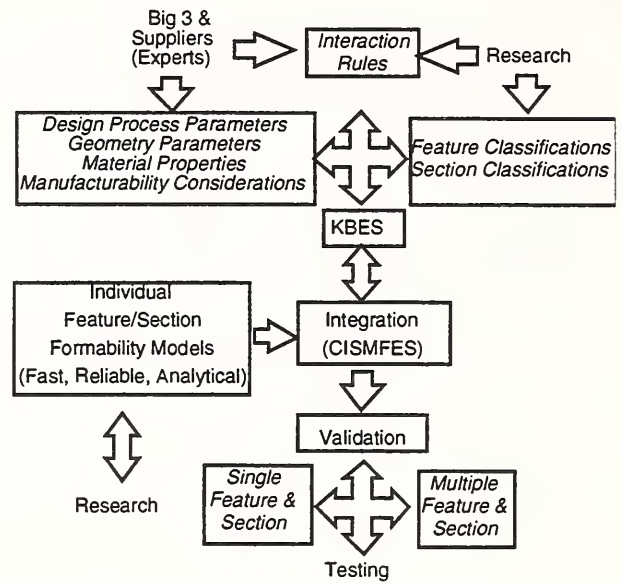 Big 3 &
Suppliers
(Experts)
Interaction
Rules
Research
Design Process Parameters
Geometry Parameters
Material Properties
Manufacturability Considerations
Feature Classifications
Section Classifications
KBES
Individual
Feature/Section
Formability Models
(Fast, Reliable, Analytical)
Integration
(CISMFES)
Validation
Research
Single
Feature &
Section
Multiple
Feature &
Section
Testing